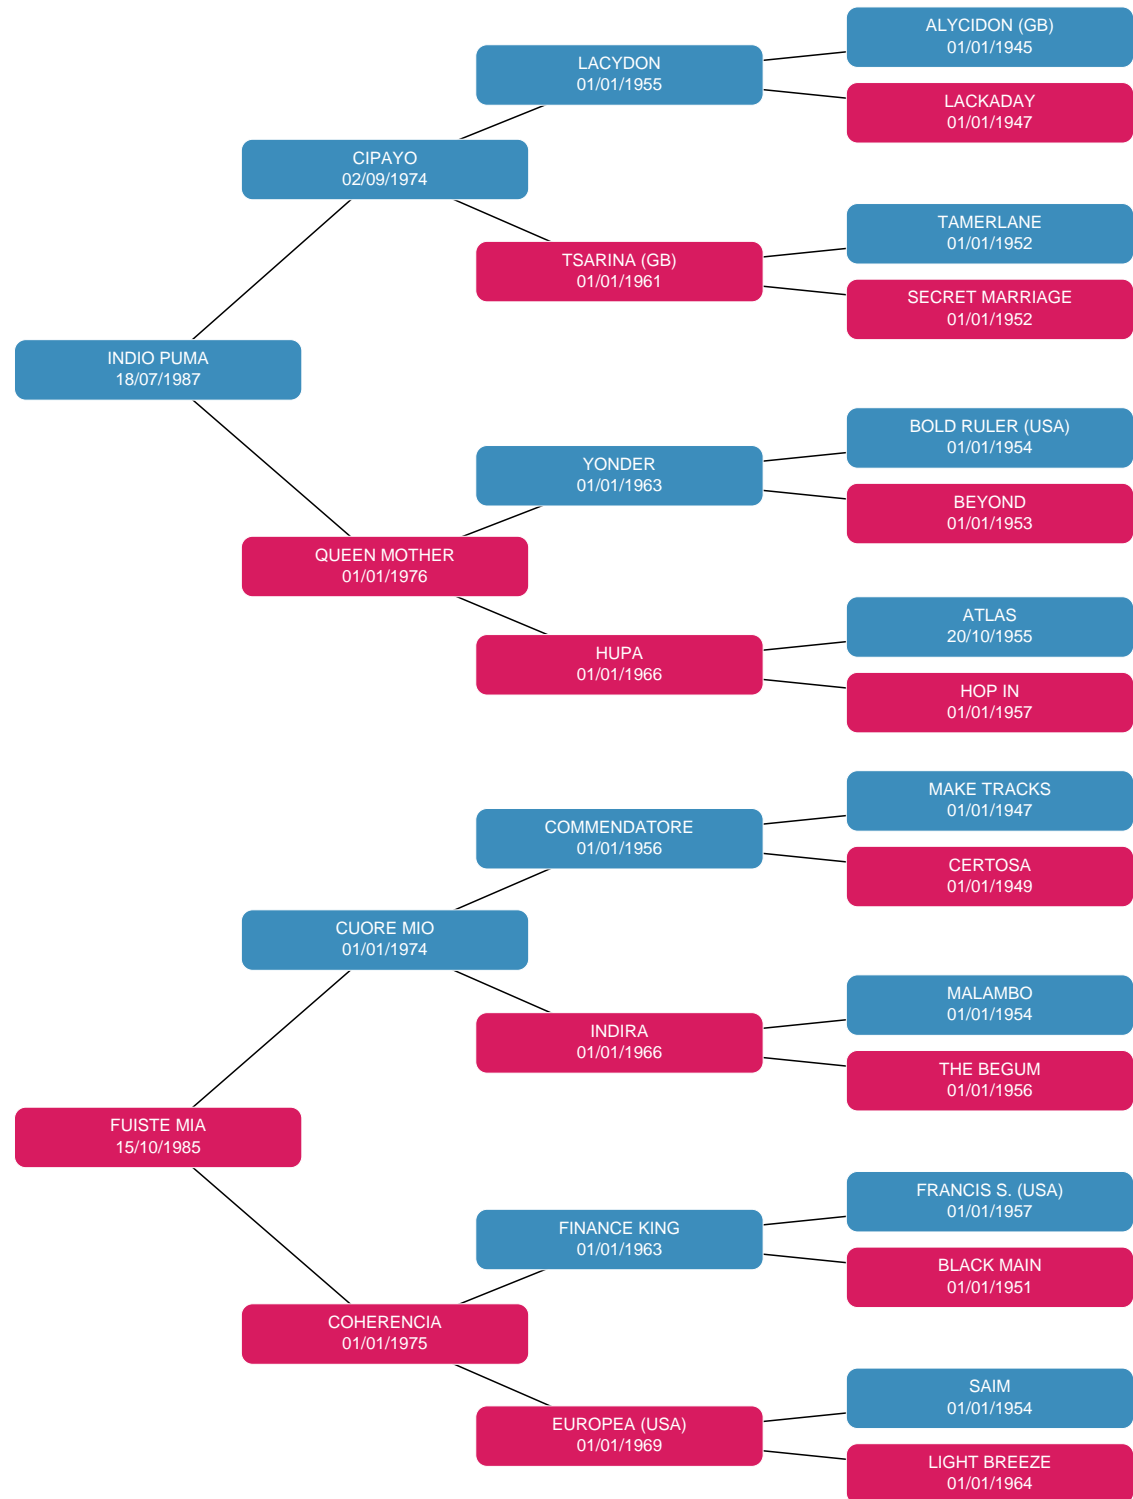 ALYCIDON (GB)
01/01/1945
LACYDON
01/01/1955
LACKADAY
01/01/1947
CIPAYO
02/09/1974
TAMERLANE
01/01/1952
TSARINA (GB)
01/01/1961
SECRET MARRIAGE
01/01/1952
INDIO PUMA
18/07/1987
BOLD RULER (USA)
01/01/1954
YONDER
01/01/1963
BEYOND
01/01/1953
QUEEN MOTHER
01/01/1976
ATLAS
20/10/1955
HUPA
01/01/1966
HOP IN
01/01/1957
MAKE TRACKS
01/01/1947
COMMENDATORE
01/01/1956
CERTOSA
01/01/1949
CUORE MIO
01/01/1974
MALAMBO
01/01/1954
INDIRA
01/01/1966
THE BEGUM
01/01/1956
FUISTE MIA
15/10/1985
FRANCIS S. (USA)
01/01/1957
FINANCE KING
01/01/1963
BLACK MAIN
01/01/1951
COHERENCIA
01/01/1975
SAIM
01/01/1954
EUROPEA (USA)
01/01/1969
LIGHT BREEZE
01/01/1964